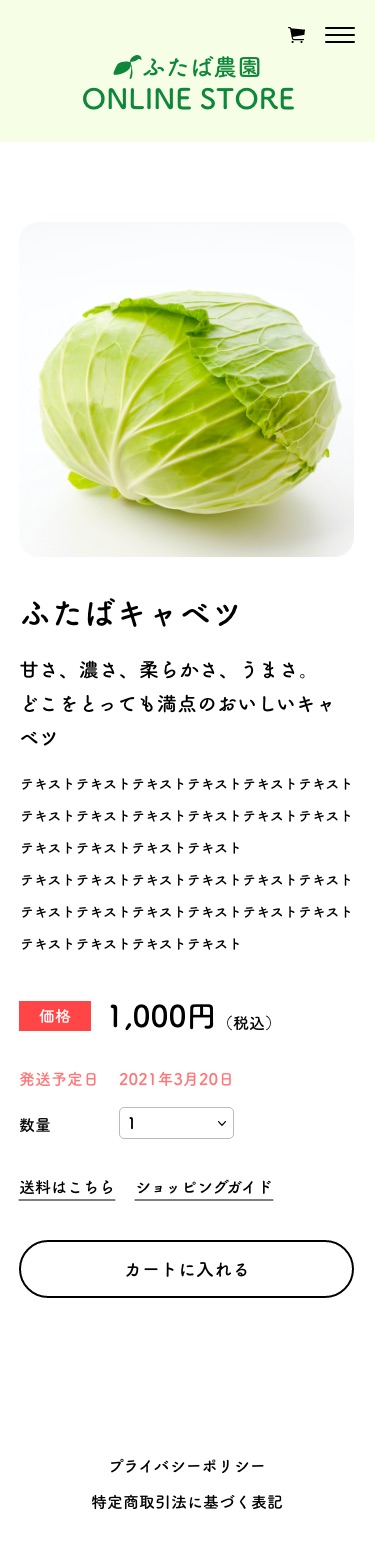 ふたば農園
ONLINE STORE
ふたばキャベツ
甘さ、濃さ、柔らかさ、うまさ。
どこをとっても満点のおいしいキャ
ベツ
テキストテキストテキストテキストテキストテキスト
テキストテキストテキストテキストテキストテキスト
テキストテキストテキストテキスト
テキストテキストテキストテキストテキストテキスト
テキストテキストテキストテキストテキストテキスト
テキストテキストテキストテキスト
価格 1,000円（税込）
発送予定日 2021年3月20日
数量 1
送料はこちら ショッピングガイド
カートに入れる
プライバシーポリシー
特定商取引法に基づく表記